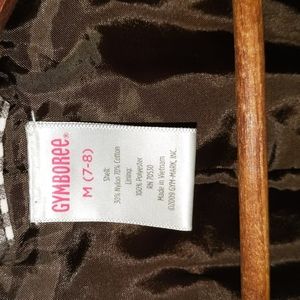 GYMBOREE®
M (7-8)
Shell:
30% Nylon 70% Cotton
Lining:
100% Polyester
RN 70530
Made in Vietnam
©2009 GYM-MARK, INC.